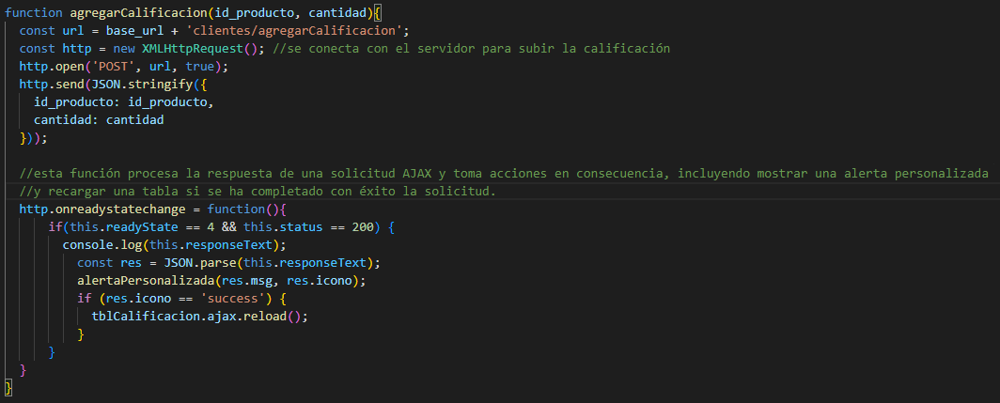 function agregarCalificacion(id_producto, cantidad){
const url = base_url + 'clientes/agregarCalificacion';
const http = new XMLHttpRequest(); //se conecta con el servidor para subir la calificación
http.open('POST', url, true);
http.send(JSON.stringify({
id_producto: id_producto,
cantidad: cantidad
}));
//esta función procesa la respuesta de una solicitud AJAX y toma acciones en consecuencia, incluyendo mostrar una alerta personalizada
//y recargar una tabla si se ha completado con éxito la solicitud.
http.onreadystatechange = function(){
if(this.readyState == 4 && this.status == 200) {
console.log(this.responseText);
const res = JSON.parse(this.responseText);
alertaPersonalizada(res.msg, res.icono);
if (res.icono == 'success') {
tblCalificacion.ajax.reload();
}
}
}
}